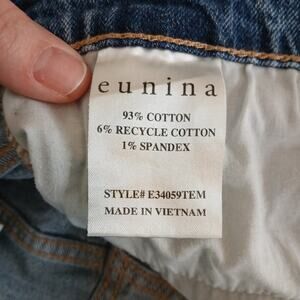 eunina
93% COTTON
6% RECYCLE COTTON
1% SPANDEX
STYLE# E34059TEM
MADE IN VIETNAM